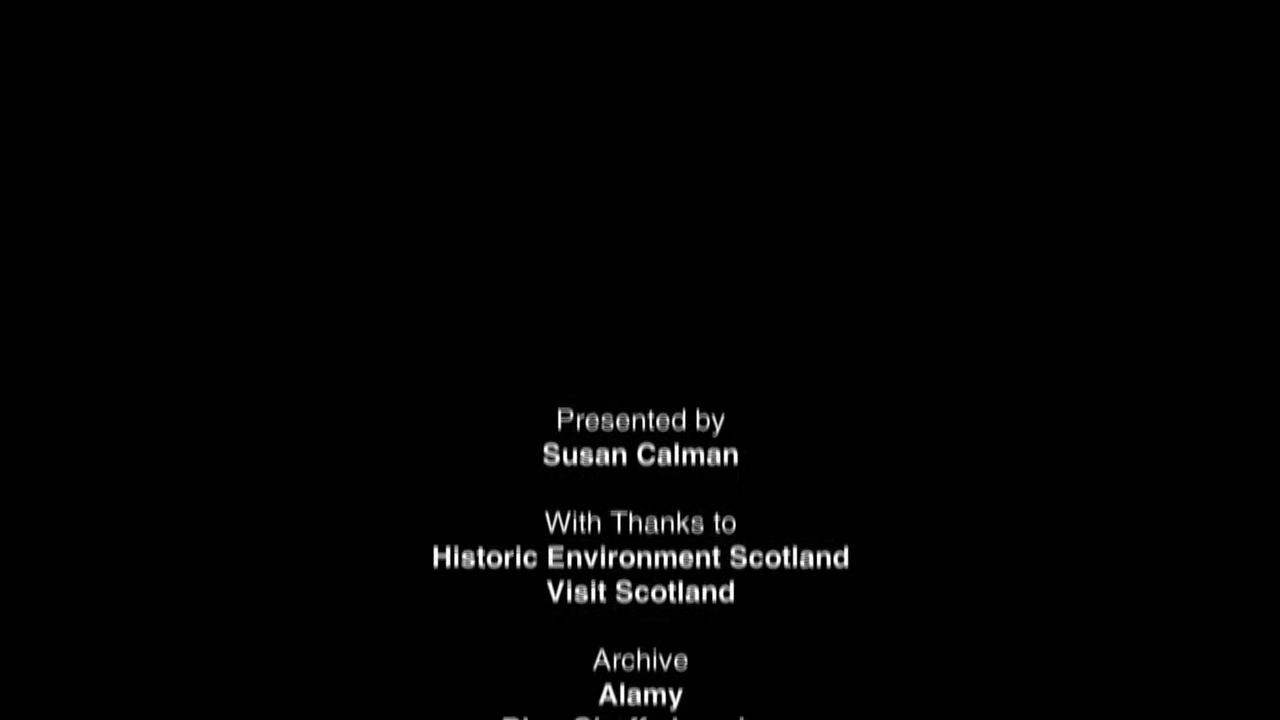 Presented by
Susan Calman
With Thanks to
Historic Environment Scotland
Visit Scotland
Archive
Alamy